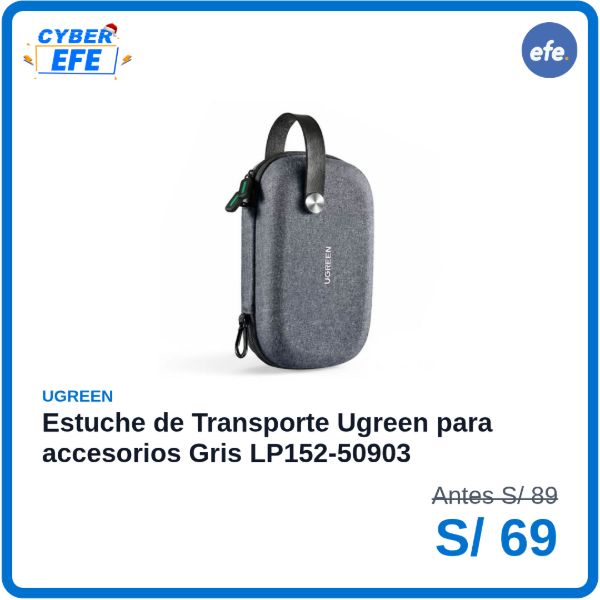 CYBER
EFE
efe.
UGREEN
UGREEN
Estuche de Transporte Ugreen para
accesorios Gris LP152-50903
Antes S/ 89
S/ 69